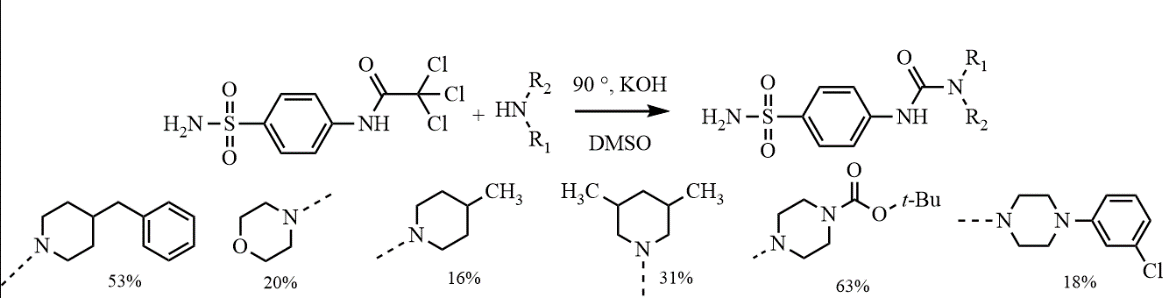 O Cl Cl Cl
H₂N S O O NH + HN R₂ R₁
90 °, KOH
DMSO
H₂N S O O NH O N R₁ R₂
N 53%
O N 20%
N CH₃ 16%
H₃C CH₃ N 31%
N N O O t-Bu 63%
N N Cl 18%